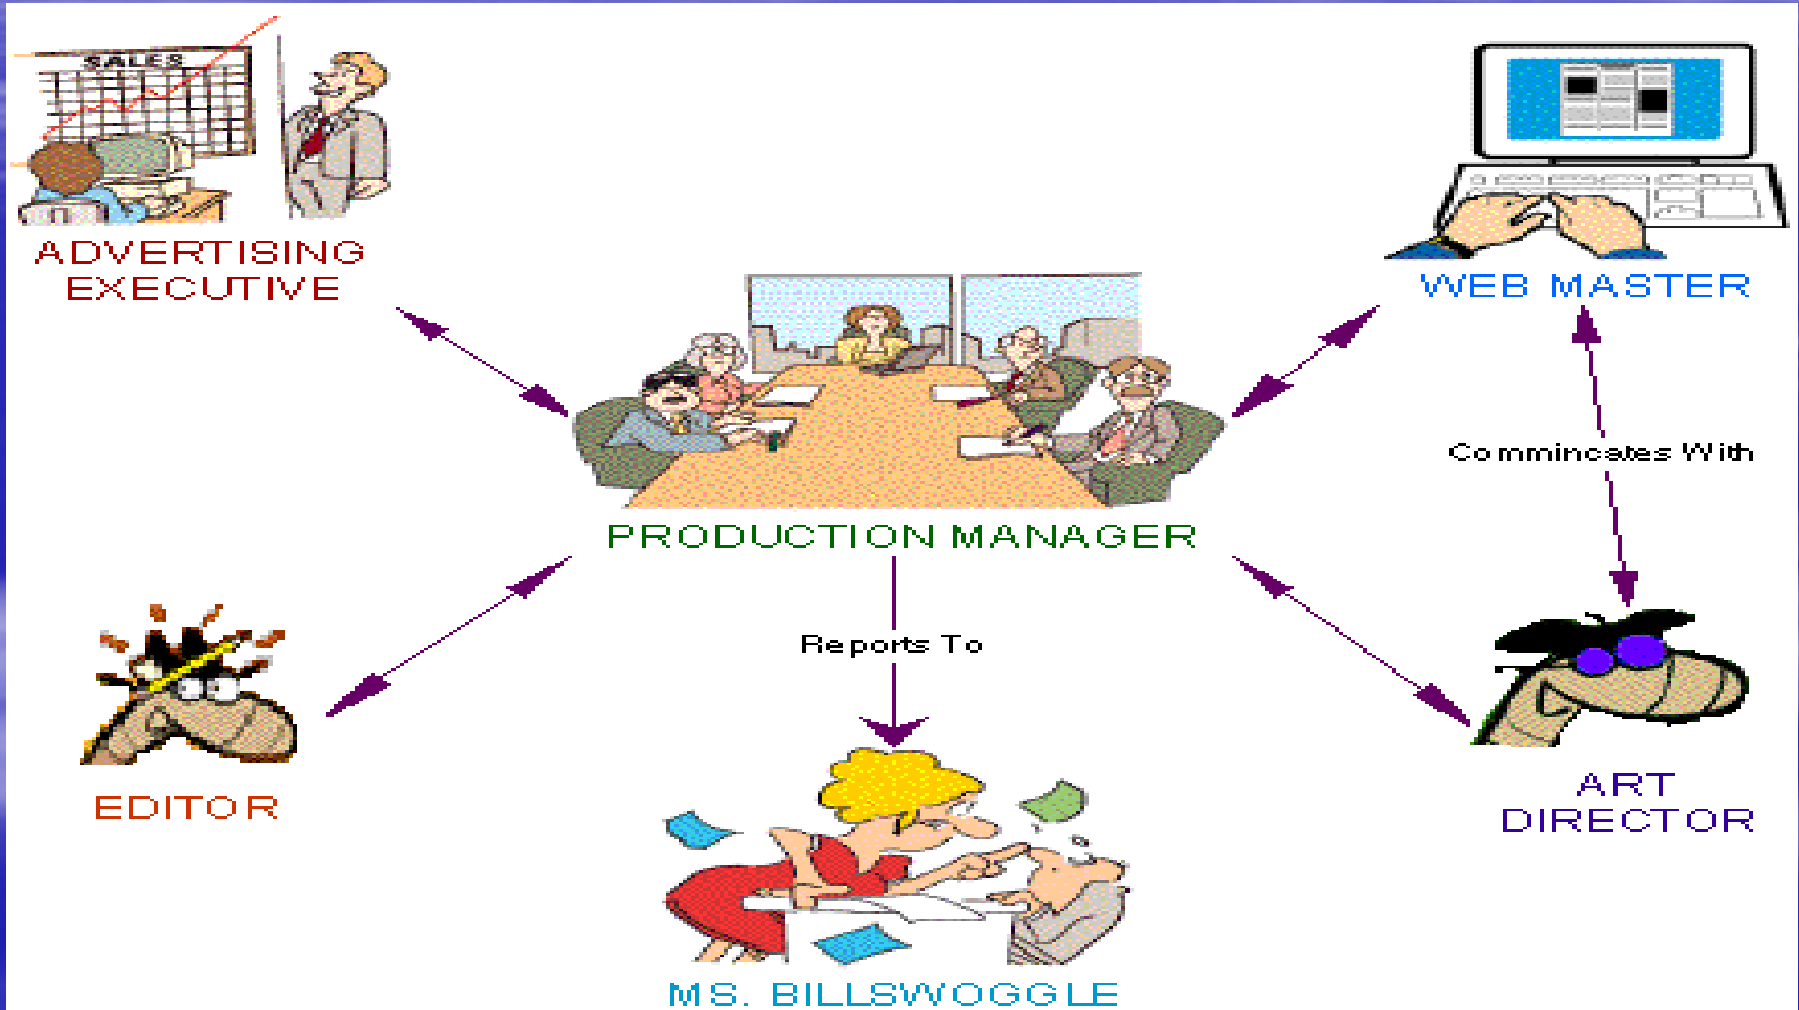 SALES
ADVERTISING
EXECUTIVE
WEB MASTER
Commincates With
PRODUCTION MANAGER
Reports To
EDITOR
ART
DIRECTOR
MS. BILLSWOGGLE